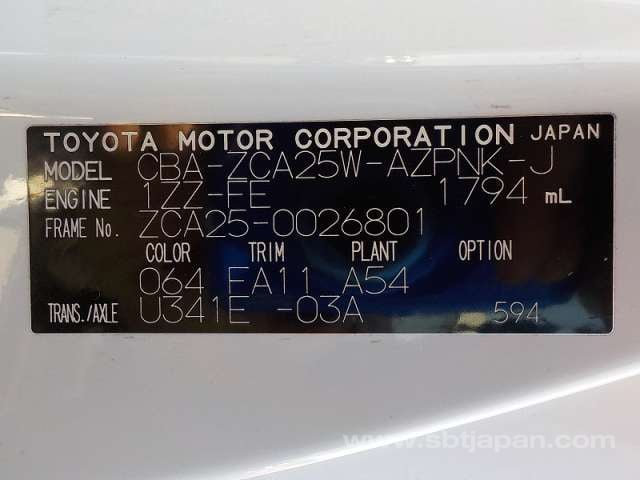 TOYOTA MOTOR CORPORATION JAPAN
MODEL CBA-ZCA25W-AZPNK-J
ENGINE 1ZZ-FE 1794 mL
FRAME No. ZCA25-0026801
COLOR TRIM PLANT OPTION
064 EA11 A54
TRANS./AXLE U341E -03A 594
www.sbtjapan.com